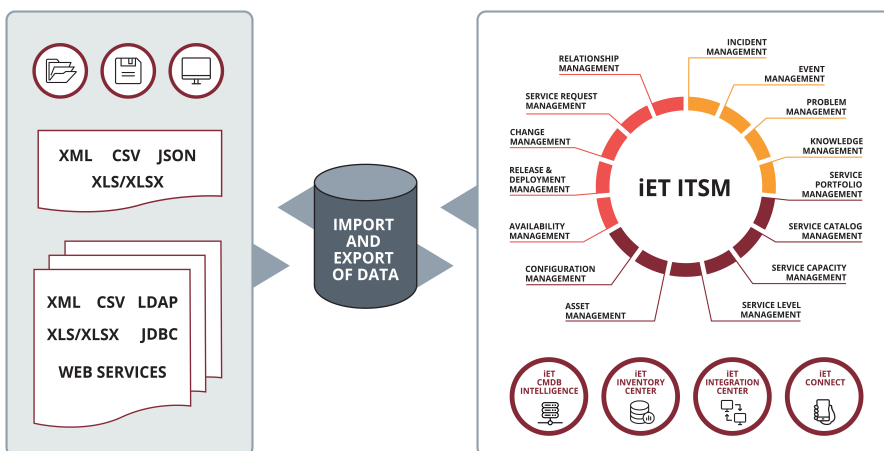 XML CSV JSON
XLS/XLSX
XML CSV LDAP
XLS/XLSX JDBC
WEB SERVICES
IMPORT
AND
EXPORT
OF DATA
INCIDENT
MANAGEMENT
EVENT
MANAGEMENT
PROBLEM
MANAGEMENT
KNOWLEDGE
MANAGEMENT
SERVICE
PORTFOLIO
MANAGEMENT
SERVICE CATALOG
MANAGEMENT
SERVICE CAPACITY
MANAGEMENT
SERVICE LEVEL
MANAGEMENT
ASSET
MANAGEMENT
CONFIGURATION
MANAGEMENT
AVAILABILITY
MANAGEMENT
RELEASE &
DEPLOYMENT
MANAGEMENT
CHANGE
MANAGEMENT
SERVICE REQUEST
MANAGEMENT
RELATIONSHIP
MANAGEMENT
iET ITSM
iET
CMDB
INTELLIGENCE
iET
INVENTORY
CENTER
iET
INTEGRATION
CENTER
iET
CONNECT